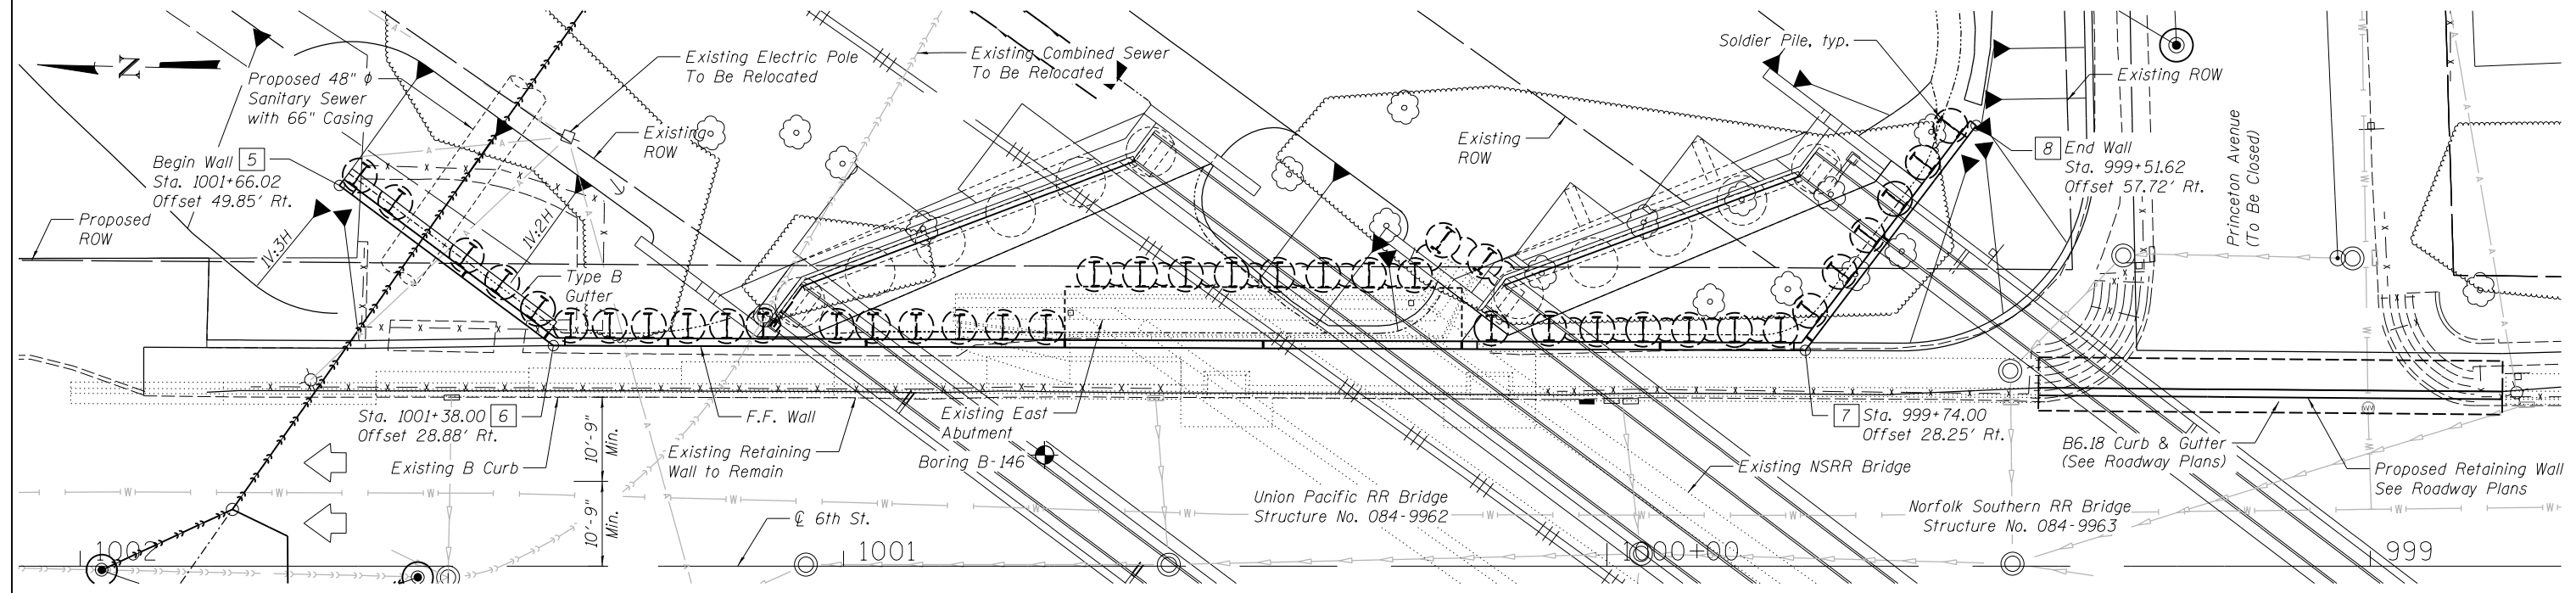 N
Proposed 48" ϕ
Sanitary Sewer
with 66" Casing
Begin Wall 5
Sta. 1001+66.02
Offset 49.85' Rt.
Proposed
ROW
1V:3H
1V:2H
Type B
Gutter
Existing Electric Pole
To Be Relocated
Existing
ROW
Existing Combined Sewer
To Be Relocated
Existing
ROW
Soldier Pile, typ.
Existing ROW
8 End Wall
Sta. 999+51.62
Offset 57.72' Rt.
Princeton Avenue
(To Be Closed)
Sta. 1001+38.00 6
Offset 28.88' Rt.
Existing B Curb
10'-9"
Min.
10'-9"
Min.
F.F. Wall
Existing Retaining
Wall to Remain
Existing East
Abutment
Boring B-146
℄ 6th St.
Union Pacific RR Bridge
Structure No. 084-9962
Existing NSRR Bridge
7 Sta. 999+74.00
Offset 28.25' Rt.
Norfolk Southern RR Bridge
Structure No. 084-9963
B6.18 Curb & Gutter
(See Roadway Plans)
Proposed Retaining Wall
See Roadway Plans
1002
1001
1000+00
999